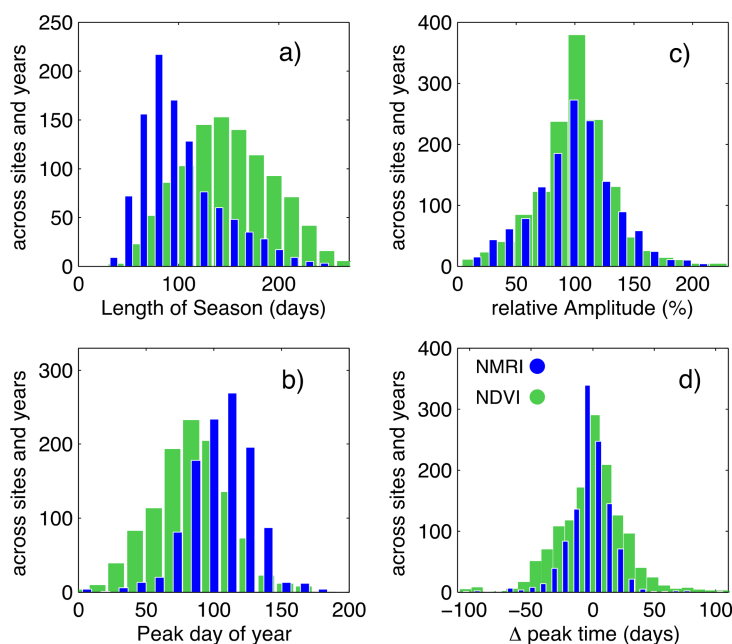 250
200
150
100
50
0
0
100
200
across sites and years
Length of Season (days)
a)
400
300
200
100
0
0
50
100
150
200
across sites and years
relative Amplitude (%)
c)
300
200
100
0
0
50
100
150
200
across sites and years
Peak day of year
b)
400
300
200
100
0
−100
−50
0
50
100
across sites and years
Δ peak time (days)
NMRI
NDVI
d)